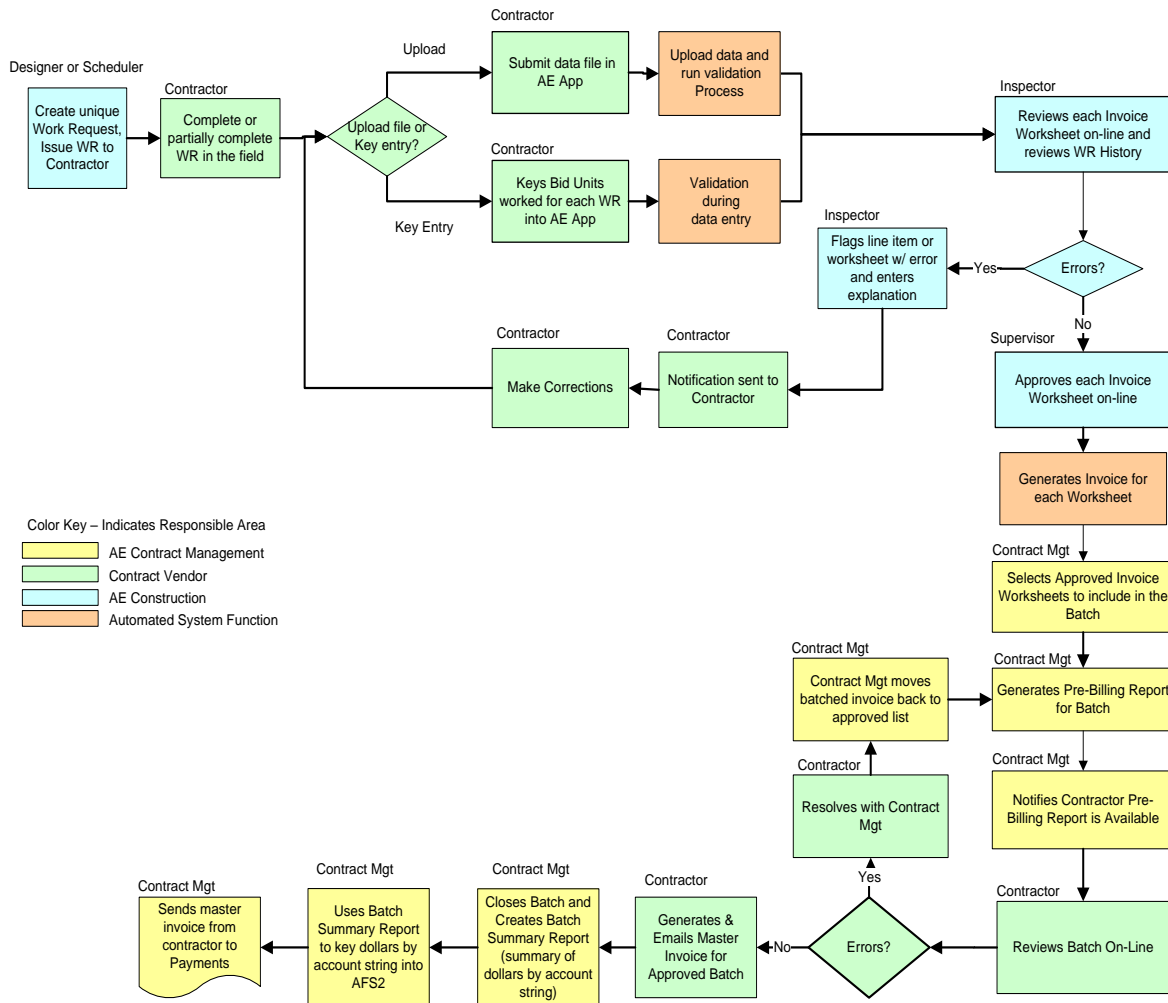 Designer or Scheduler
Create unique
Work Request,
Issue WR to
Contractor
Contractor
Complete or
partially complete
WR in the field
Upload file or
Key entry?
Upload
Key Entry
Contractor
Submit data file in
AE App
Upload data and
run validation
Process
Contractor
Keys Bid Units
worked for each WR
into AE App
Validation
during
data entry
Inspector
Reviews each Invoice
Worksheet on-line and
reviews WR History
Errors?
Yes
No
Inspector
Flags line item or
worksheet w/ error
and enters
explanation
Contractor
Notification sent to
Contractor
Contractor
Make Corrections
Supervisor
Approves each Invoice
Worksheet on-line
Generates Invoice for
each Worksheet
Color Key – Indicates Responsible Area
AE Contract Management
Contract Vendor
AE Construction
Automated System Function
Contract Mgt
Selects Approved Invoice
Worksheets to include in the
Batch
Contract Mgt
Generates Pre-Billing Report
for Batch
Contract Mgt
Notifies Contractor Pre-
Billing Report is Available
Contractor
Reviews Batch On-Line
Errors?
Yes
No
Contractor
Resolves with Contract
Mgt
Contract Mgt
Contract Mgt moves
batched invoice back to
approved list
Contractor
Generates &
Emails Master
Invoice for
Approved Batch
Contract Mgt
Closes Batch and
Creates Batch
Summary Report
(summary of
dollars by account
string)
Contract Mgt
Uses Batch
Summary Report
to key dollars by
account string into
AFS2
Contract Mgt
Sends master
invoice from
contractor to
Payments